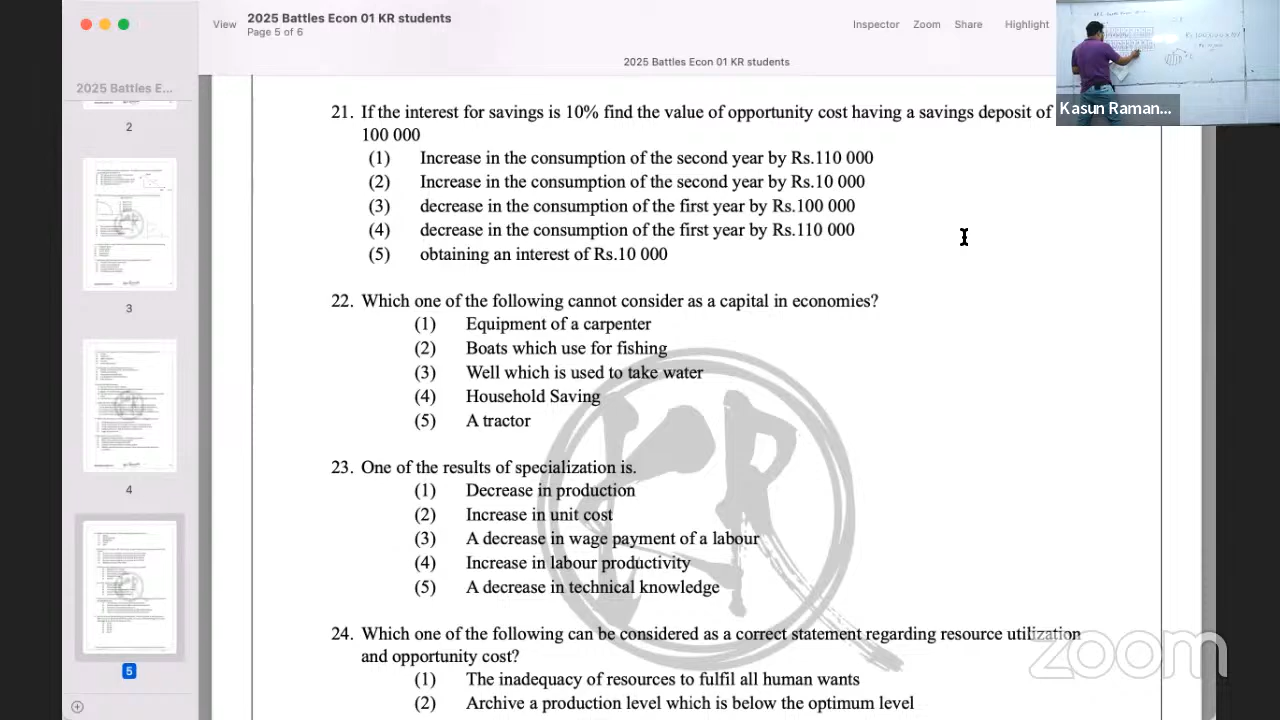 View
2025 Battles Econ 01 KR students
Page 5 of 6
Inspector
Zoom
Share
Highlight
2025 Battles E...
2025 Battles Econ 01 KR students
Kasun Raman...
2
3
4
5
21. If the interest for savings is 10% find the value of opportunity cost having a savings deposit of
100 000
(1) Increase in the consumption of the second year by Rs.110 000
(2) Increase in the consumption of the second year by Rs.10 000
(3) decrease in the consumption of the first year by Rs.100 000
(4) decrease in the consumption of the first year by Rs.110 000
(5) obtaining an interest of Rs.10 000
22. Which one of the following cannot consider as a capital in economies?
(1) Equipment of a carpenter
(2) Boats which use for fishing
(3) Well which is used to take water
(4) Household Saving
(5) A tractor
23. One of the results of specialization is.
(1) Decrease in production
(2) Increase in unit cost
(3) A decrease in wage payment of a labour
(4) Increase in labour productivity
(5) A decrease in technical knowledge
24. Which one of the following can be considered as a correct statement regarding resource utilization
and opportunity cost?
(1) The inadequacy of resources to fulfil all human wants
(2) Archive a production level which is below the optimum level
zoom